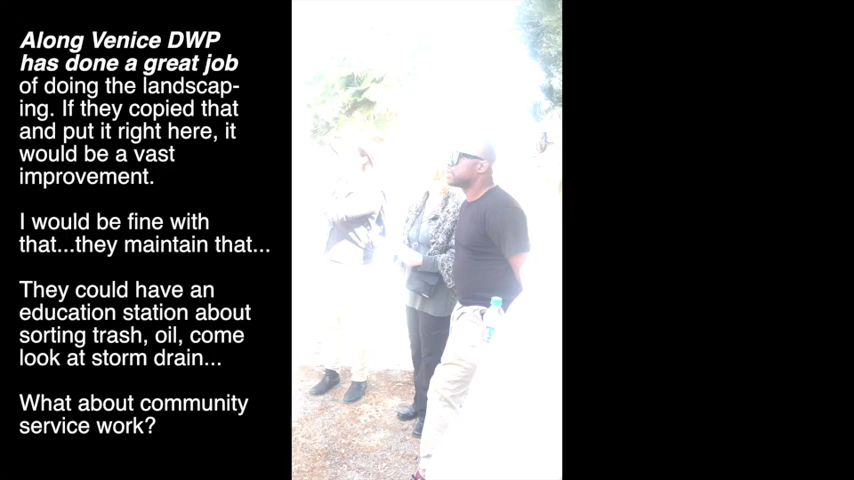 Along Venice DWP
has done a great job
of doing the landscap-
ing. If they copied that
and put it right here, it
would be a vast
improvement.
I would be fine with
that...they maintain that...
They could have an
education station about
sorting trash, oil, come
look at storm drain...
What about community
service work?